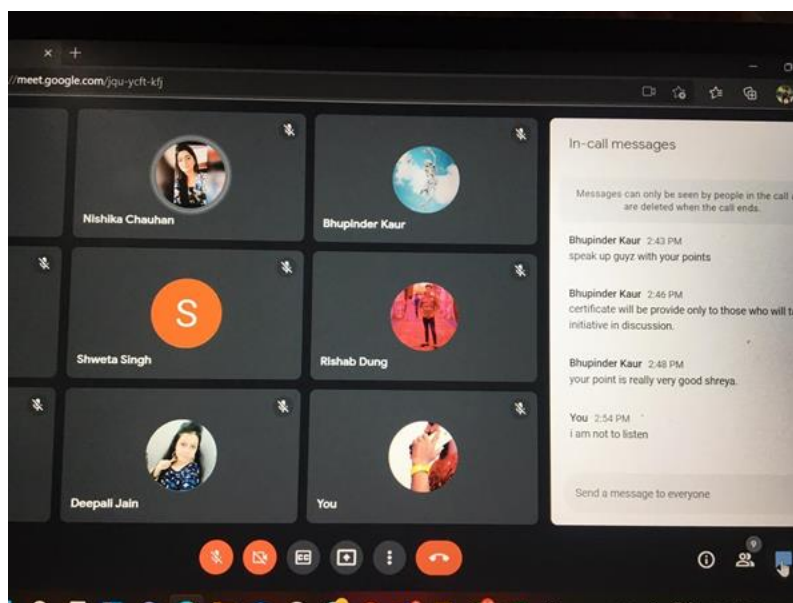 //meet.google.com/jqu-ycft-kfj
In-call messages
Messages can only be seen by people in the call
are deleted when the call ends.
Nishika Chauhan
Bhupinder Kaur
Bhupinder Kaur 2:43 PM
speak up guyz with your points
Bhupinder Kaur 2:46 PM
certificate will be provide only to those who will
initiative in discussion.
Shweta Singh
Rishab Dung
S
Bhupinder Kaur 2:48 PM
your point is really very good shreya.
You 2:54 PM
i am not to listen
Deepali Jain
You
Send a message to everyone
CC
9